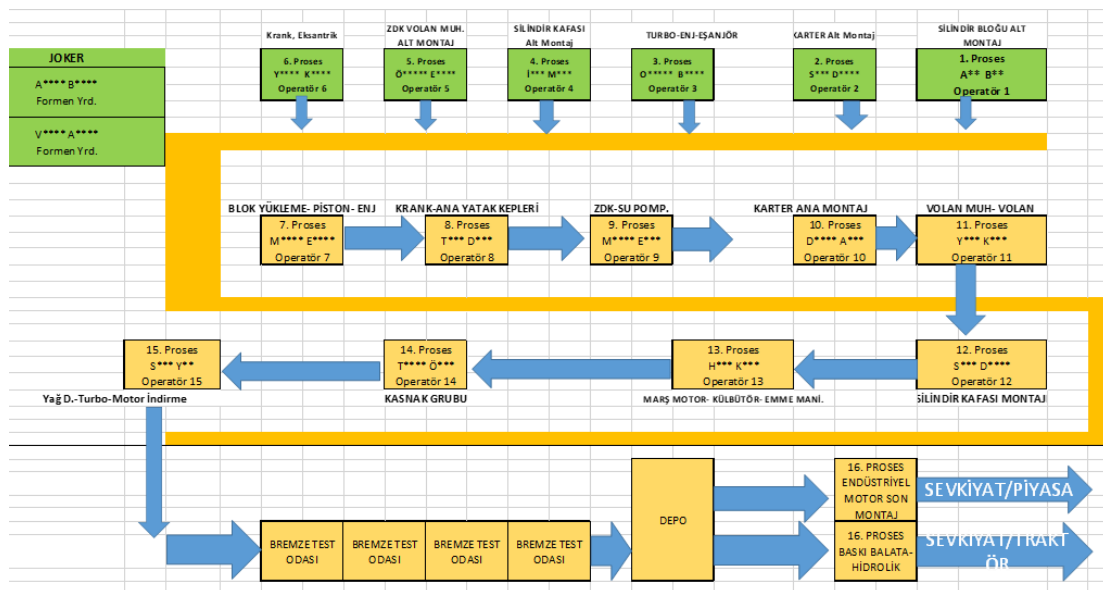 JOKER
A**** B****
Formen Yrd.
V**** A****
Formen Yrd.
Krank, Eksantrik
6. Proses
Y**** K****
Operatör 6
ZDK VOLAN MUH.
ALT MONTAJ
5. Proses
Ö***** E****
Operatör 5
SİLİNDİR KAFASI
Alt Montaj
4. Proses
İ*** M***
Operatör 4
TURBO-ENJ-EŞANJÖR
3. Proses
O***** B****
Operatör 3
KARTER Alt Montaj
2. Proses
S*** D****
Operatör 2
SİLİNDİR BLOĞU ALT
MONTAJ
1. Proses
A** B**
Operatör 1
BLOK YÜKLEME- PİSTON- ENJ
7. Proses
M**** E****
Operatör 7
KRANK-ANA YATAK KEPLERİ
8. Proses
T*** D***
Operatör 8
ZDK-SU POMP.
9. Proses
M**** E***
Operatör 9
KARTER ANA MONTAJ
10. Proses
D**** A***
Operatör 10
VOLAN MUH- VOLAN
11. Proses
Y*** K***
Operatör 11
15. Proses
S*** Y**
Operatör 15
Yağ D.-Turbo-Motor İndirme
14. Proses
T**** Ö***
Operatör 14
KASNAK GRUBU
13. Proses
H*** K***
Operatör 13
MARŞ MOTOR- KÜLBÜTÖR- EMME MANİ.
12. Proses
S*** D****
Operatör 12
SİLİNDİR KAFASI MONTAJI
BREMZE TEST
ODASI
BREMZE TEST
ODASI
BREMZE TEST
ODASI
BREMZE TEST
ODASI
DEPO
16. PROSES
ENDÜSTRİYEL
MOTOR SON
MONTAJ
SEVKİYAT/PİYASA
16. PROSES
BASKI BALATA-
HİDROLİK
SEVKİYAT/TRAKT
ÖR